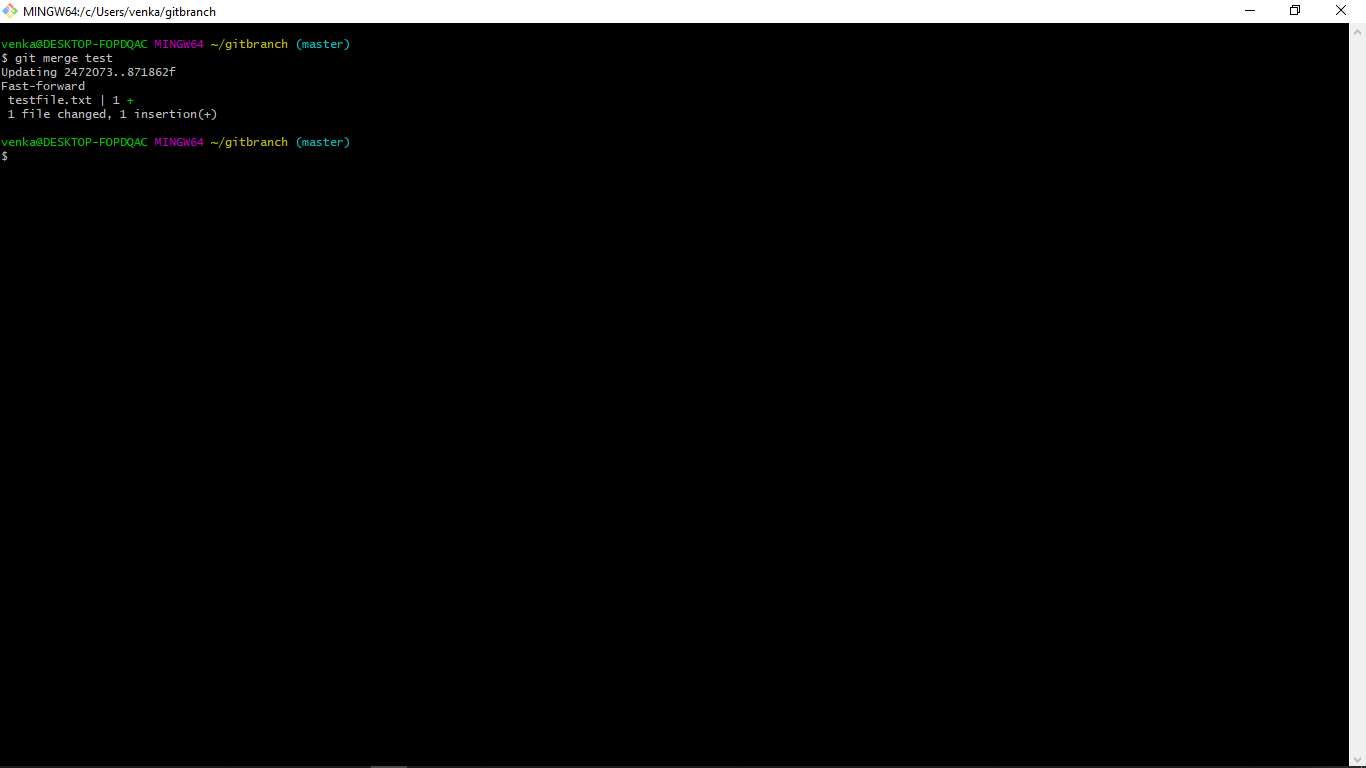 MINGW64:/c/Users/venka/gitbranch
venka@DESKTOP-FOPDQAC MINGW64 ~/gitbranch (master)
$ git merge test
Updating 2472073..871862f
Fast-forward
 testfile.txt | 1 +
 1 file changed, 1 insertion(+)
venka@DESKTOP-FOPDQAC MINGW64 ~/gitbranch (master)
$